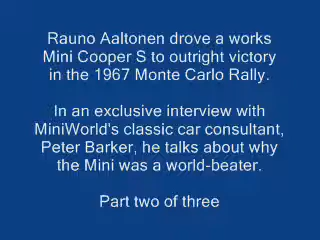 Rauno Aaltonen drove a works
Mini Cooper S to outright victory
in the 1967 Monte Carlo Rally.
In an exclusive interview with
MiniWorld's classic car consultant,
Peter Barker, he talks about why
the Mini was a world-beater.
Part two of three